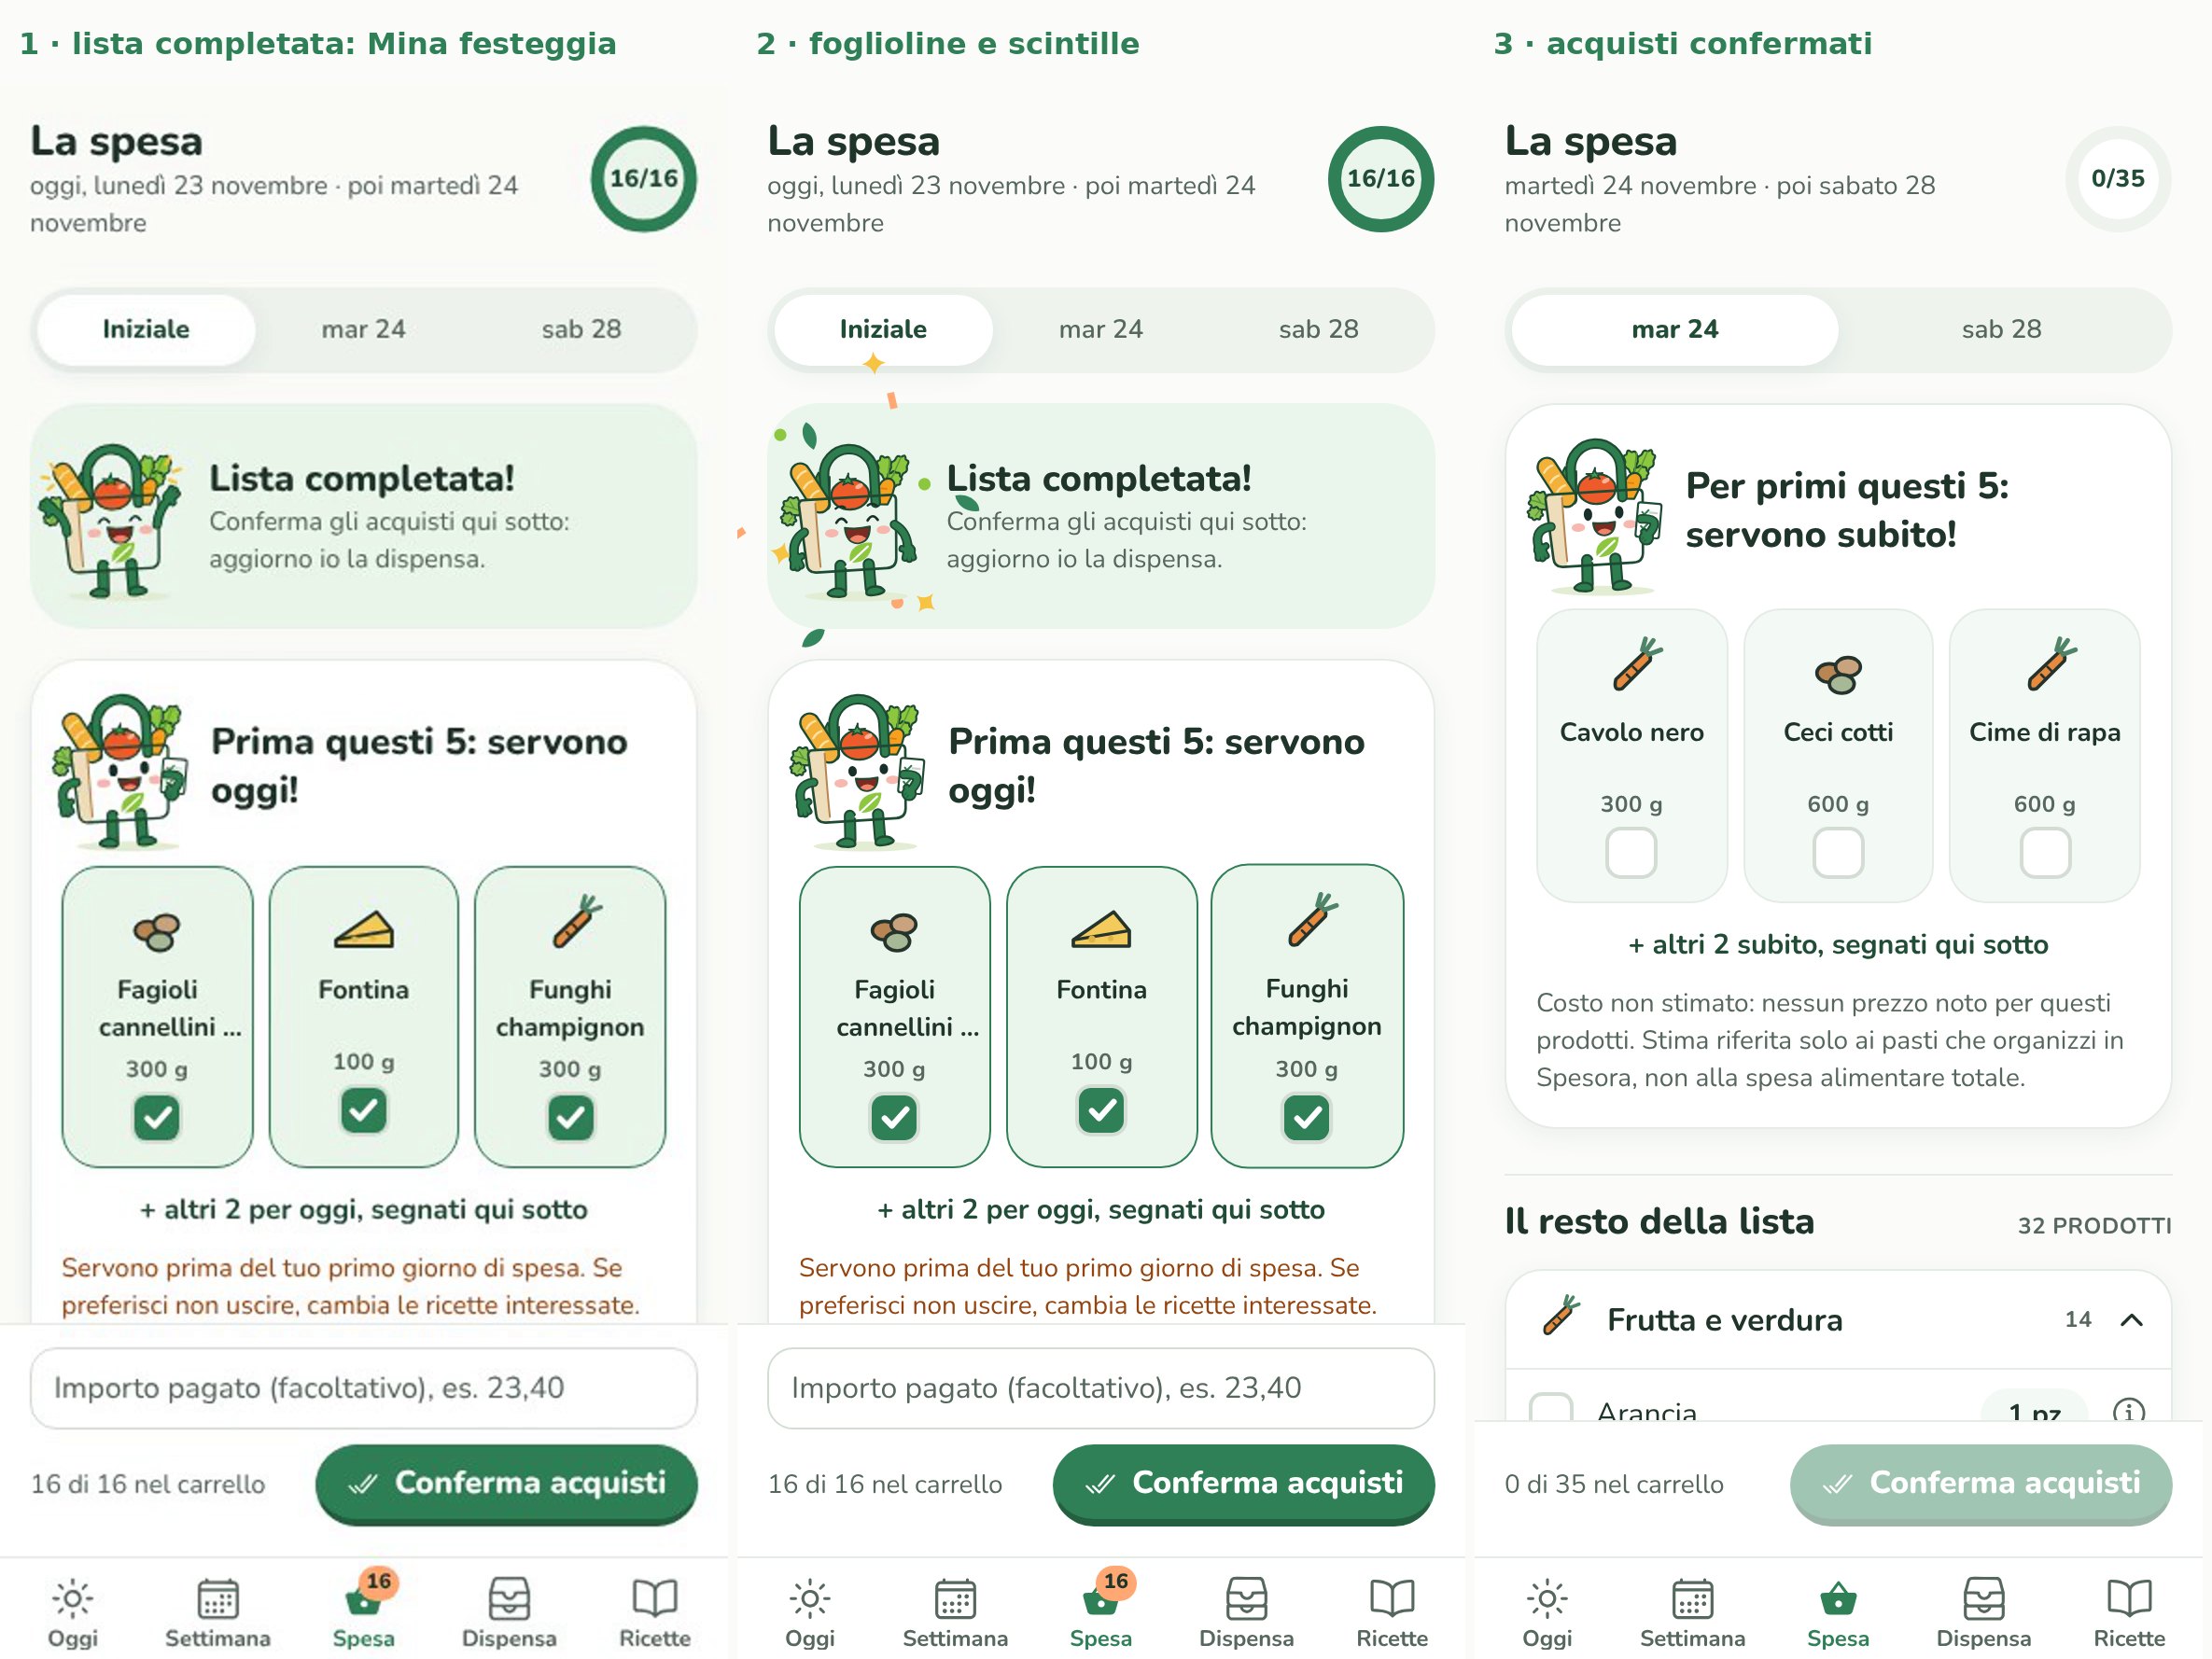 1 · lista completata: Mina festeggia
La spesa
oggi, lunedì 23 novembre · poi martedì 24
novembre
16/16
Iniziale
mar 24
sab 28
Lista completata!
Conferma gli acquisti qui sotto:
aggiorno io la dispensa.
Prima questi 5: servono
oggi!
Fagioli
cannellini ...
300 g
Fontina
100 g
Funghi
champignon
300 g
+ altri 2 per oggi, segnati qui sotto
Servono prima del tuo primo giorno di spesa. Se
preferisci non uscire, cambia le ricette interessate.
Importo pagato (facoltativo), es. 23,40
16 di 16 nel carrello
Conferma acquisti
16
Oggi
Settimana
Spesa
Dispensa
Ricette
2 · foglioline e scintille
La spesa
oggi, lunedì 23 novembre · poi martedì 24
novembre
16/16
Iniziale
mar 24
sab 28
Lista completata!
Conferma gli acquisti qui sotto:
aggiorno io la dispensa.
Prima questi 5: servono
oggi!
Fagioli
cannellini ...
300 g
Fontina
100 g
Funghi
champignon
300 g
+ altri 2 per oggi, segnati qui sotto
Servono prima del tuo primo giorno di spesa. Se
preferisci non uscire, cambia le ricette interessate.
Importo pagato (facoltativo), es. 23,40
16 di 16 nel carrello
Conferma acquisti
16
Oggi
Settimana
Spesa
Dispensa
Ricette
3 · acquisti confermati
La spesa
martedì 24 novembre · poi sabato 28
novembre
0/35
mar 24
sab 28
Per primi questi 5:
servono subito!
Cavolo nero
300 g
Ceci cotti
600 g
Cime di rapa
600 g
+ altri 2 subito, segnati qui sotto
Costo non stimato: nessun prezzo noto per questi
prodotti. Stima riferita solo ai pasti che organizzi in
Spesora, non alla spesa alimentare totale.
Il resto della lista
32 PRODOTTI
Frutta e verdura
14
Arancia
1 pz
0 di 35 nel carrello
Conferma acquisti
Oggi
Settimana
Spesa
Dispensa
Ricette